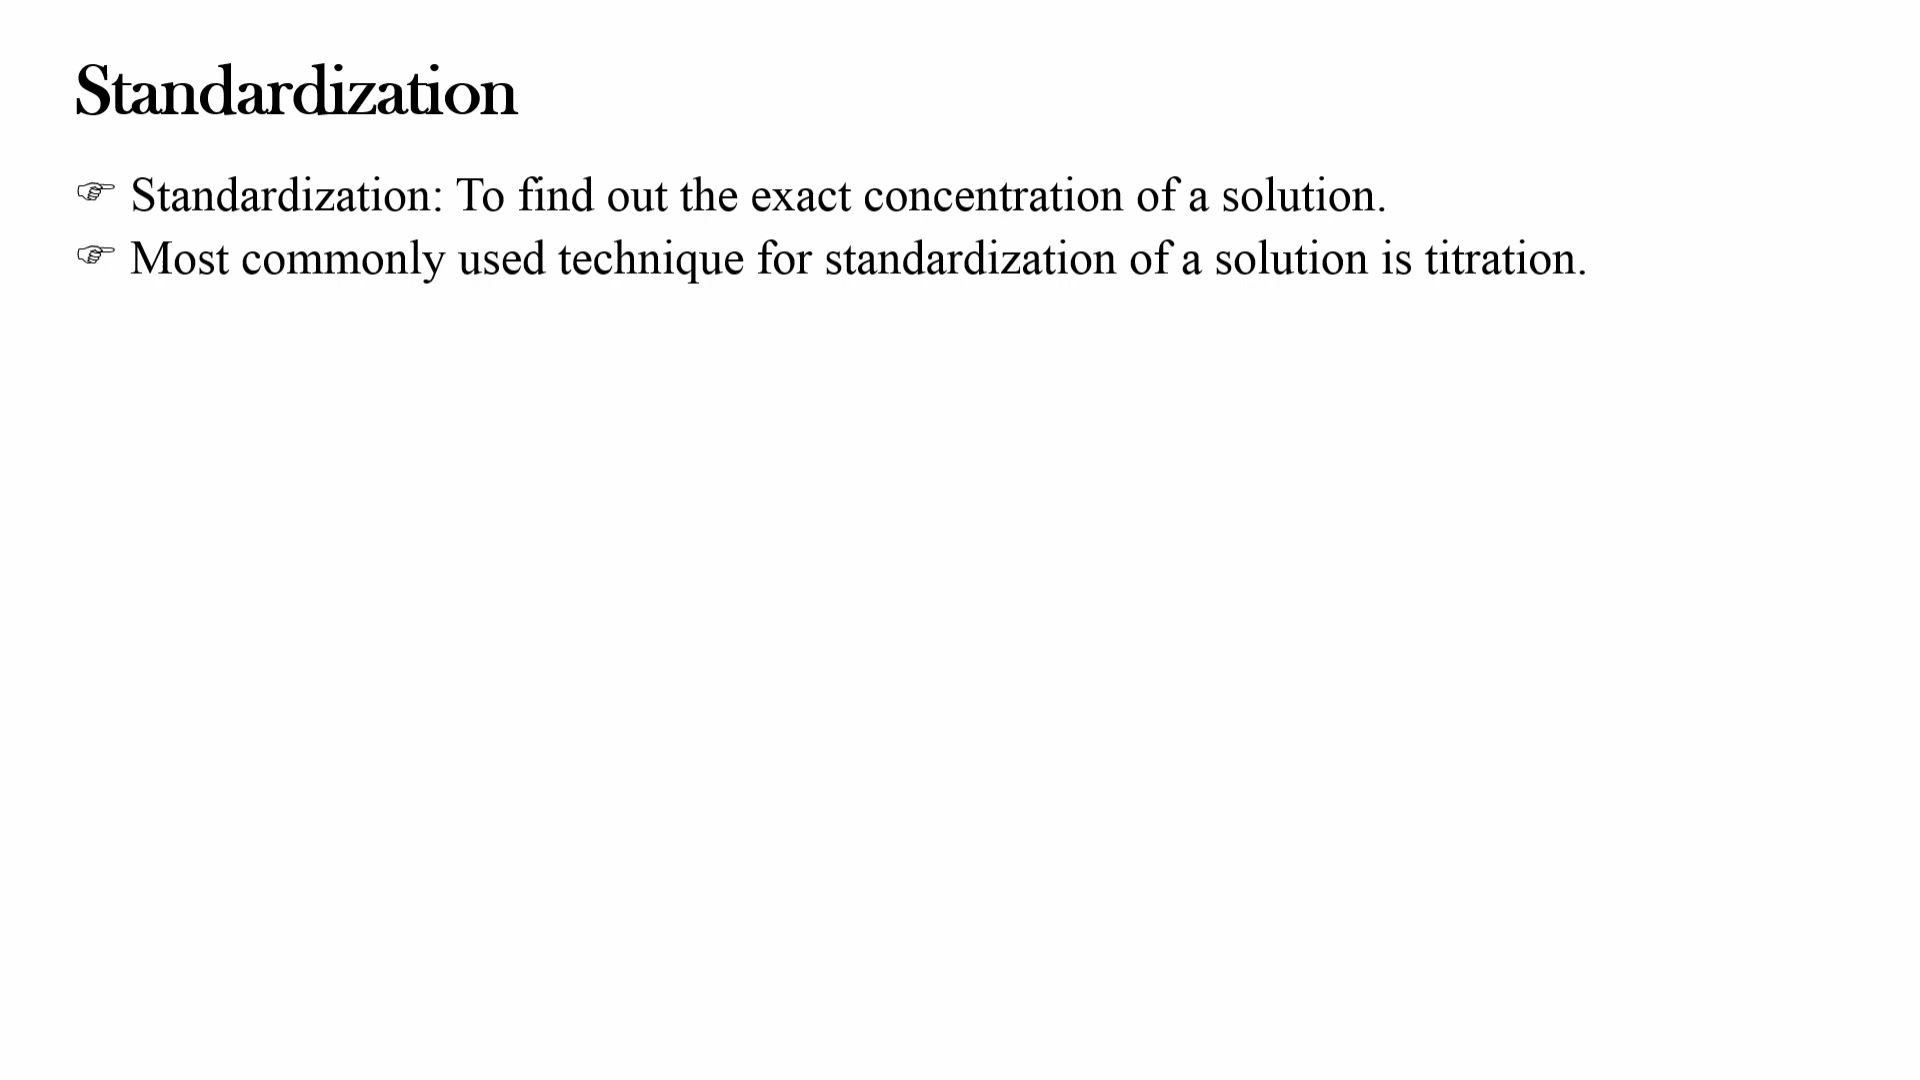 Standardization
☞ Standardization: To find out the exact concentration of a solution.
☞ Most commonly used technique for standardization of a solution is titration.